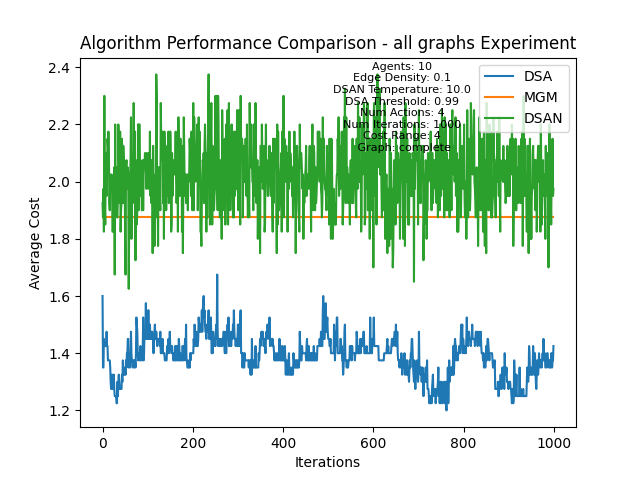 Algorithm Performance Comparison - all graphs Experiment
Agents: 10
Edge Density: 0.1
DSAN Temperature: 10.0
DSA Threshold: 0.99
Num Actions: 4
Num Iterations: 1000
Cost Range: 4
Graph: complete
DSA
MGM
DSAN
Average Cost
2.4
2.2
2.0
1.8
1.6
1.4
1.2
0
200
400
600
800
1000
Iterations